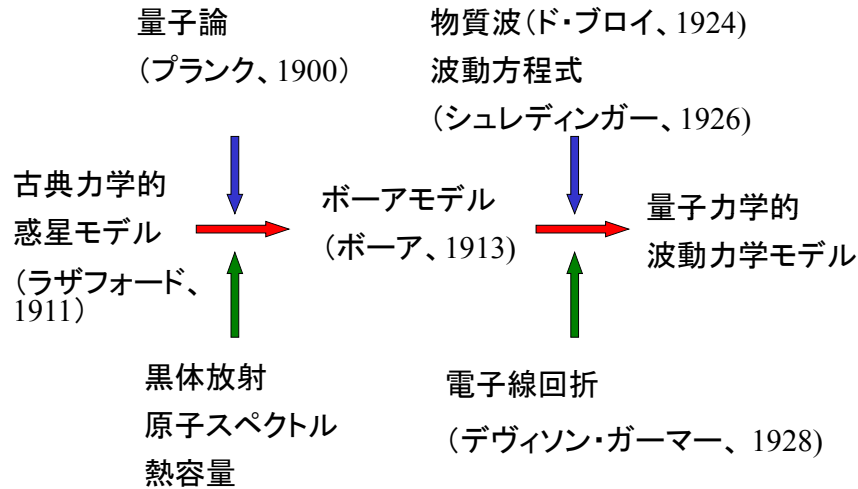 量子論
（プランク、1900）
物質波（ド・ブロイ、1924)
波動方程式
（シュレディンガー、1926)
古典力学的
惑星モデル
（ラザフォード、
1911）
ボーアモデル
（ボーア、1913)
量子力学的
波動力学モデル
黒体放射
原子スペクトル
熱容量
電子線回折
（デヴィソン・ガーマー、 1928)